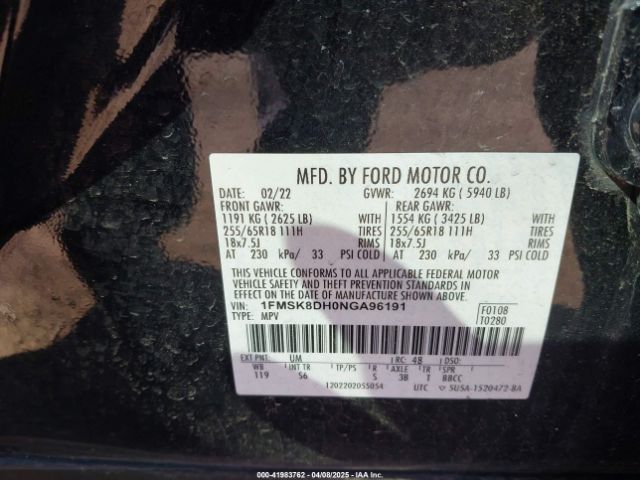 MFD. BY FORD MOTOR CO.
DATE: 02/22 GVWR: 2694 KG ( 5940 LB)
FRONT GAWR: REAR GAWR:
1191 KG ( 2625 LB) WITH 1554 KG ( 3425 LB) WITH
255/65R18 111H TIRES 255/65R18 111H TIRES
18x7.5J RIMS 18x7.5J RIMS
AT 230 kPa/ 33 PSI COLD AT 230 kPa/ 33 PSI COLD
THIS VEHICLE CONFORMS TO ALL APPLICABLE FEDERAL MOTOR
VEHICLE SAFETY AND THEFT PREVENTION STANDARDS IN
EFFECT ON THE DATE OF MANUFACTURE SHOWN ABOVE.
VIN: 1FMSK8DH0NGA96191 F0108
TYPE: MPV T0280
EXT PNT: UM RC: 48 DSO:
WB INT TR TP/PS R AXLE TR SPR
119 S6 S 3B T BBCC
12022020S5054 UTC 5U5A-1520472-BA
000-41983762 - 04/08/2025 - IAAIFP